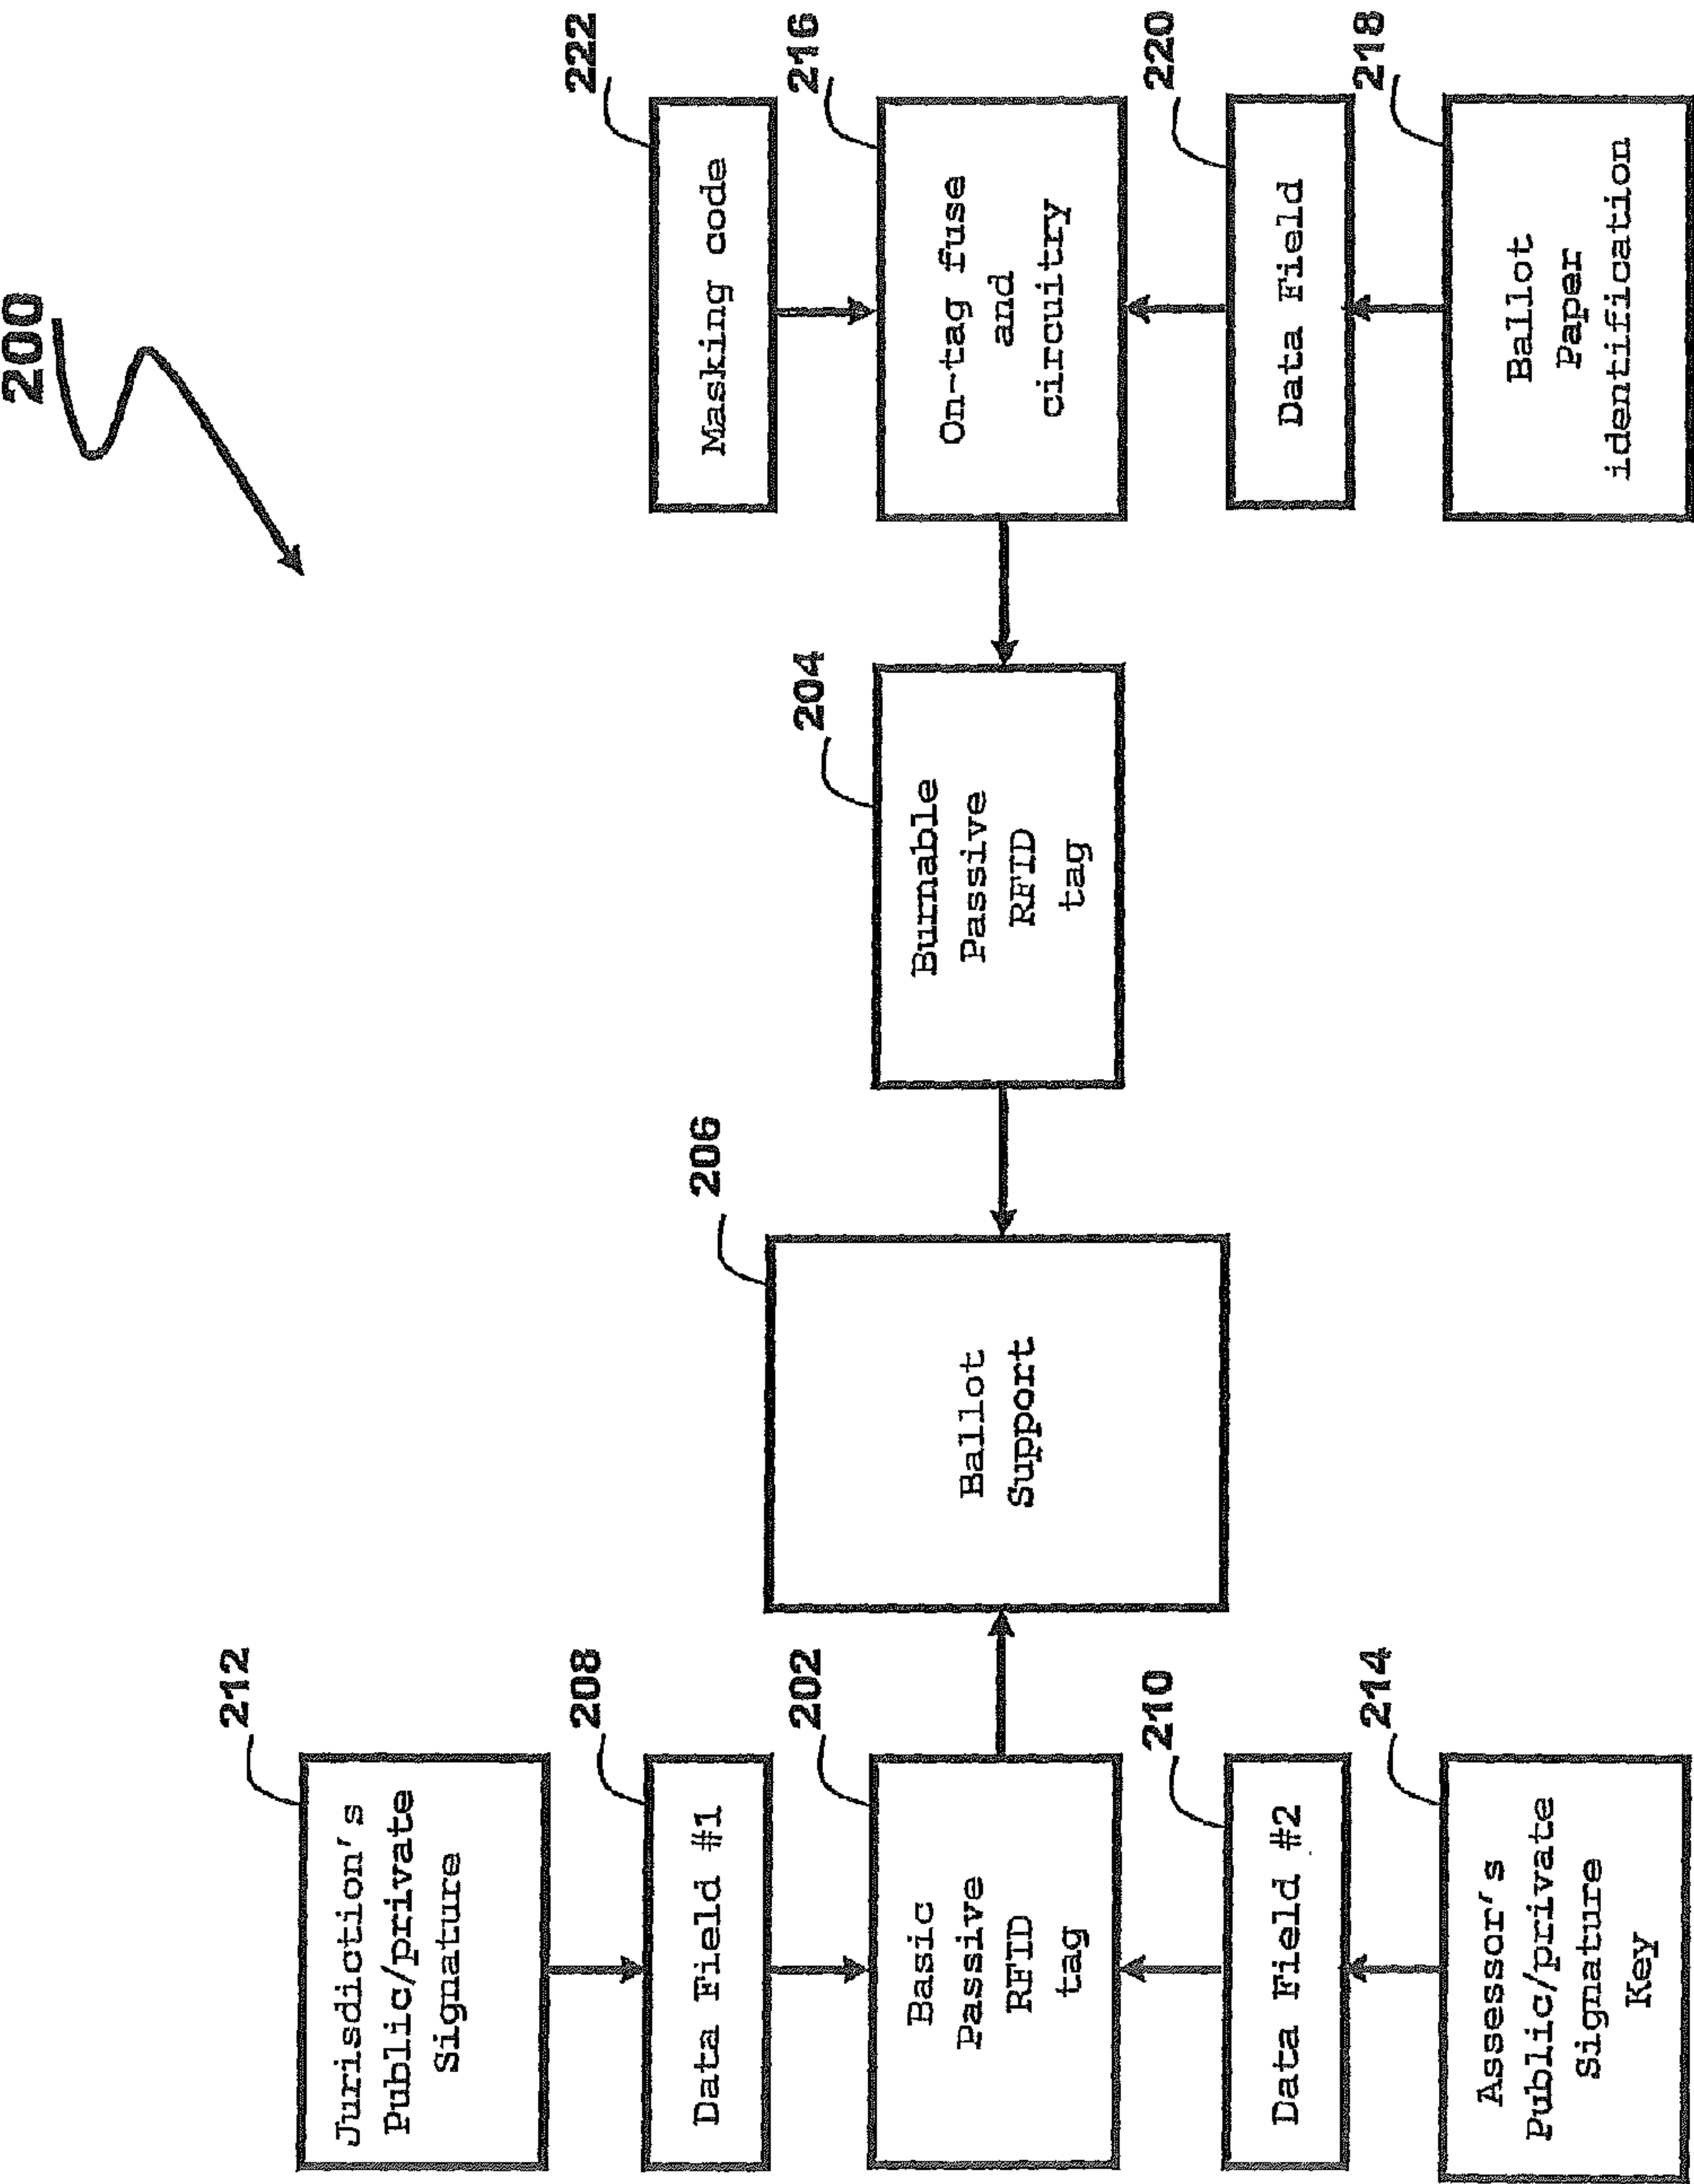 200
212
Jurisdiction's
Public/private
Signature
208
Data Field #1
202
Basic
Passive
RFID
tag
210
Data Field #2
214
Assessor's
Public/private
Signature
Key
206
Ballot
Support
204
Burnable
Passive
RFID
tag
222
Masking code
216
On-tag fuse
and
circuitry
220
Data Field
218
Ballot
Paper
identification